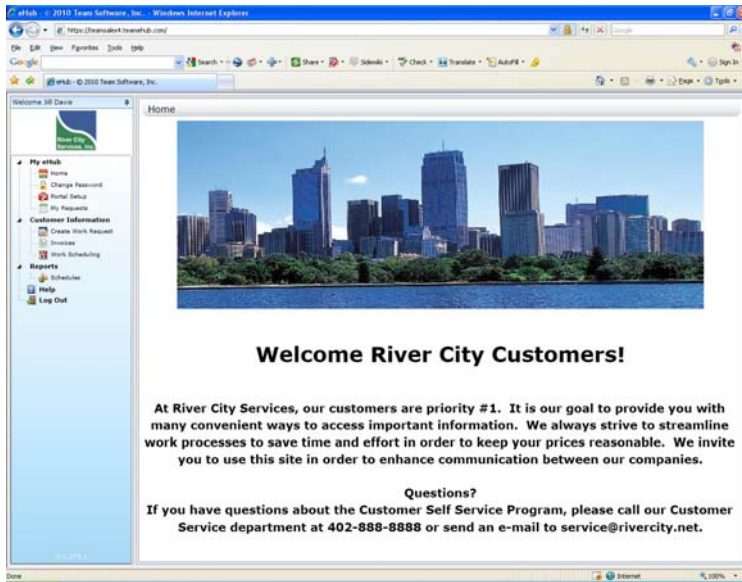 eHub - © 2010 Team Software, Inc. - Windows Internet Explorer
https://teamsales4.teamehub.com/
Google
File Edit View Favorites Tools Help
Google Search Share Sidewiki Check Translate AutoFill Sign In
eHub - © 2010 Team Software, Inc. Page Tools
Welcome Jill Davie
Home
River City
Services, Inc
My eHub
Home
Change Password
Portal Setup
My Requests
Customer Information
Create Work Request
Invoices
Work Scheduling
Reports
Schedules
Help
Log Out
Welcome River City Customers!
At River City Services, our customers are priority #1. It is our goal to provide you with
many convenient ways to access important information. We always strive to streamline
work processes to save time and effort in order to keep your prices reasonable. We invite
you to use this site in order to enhance communication between our companies.
Questions?
If you have questions about the Customer Self Service Program, please call our Customer
Service department at 402-888-8888 or send an e-mail to service@rivercity.net.
Done Internet 100%